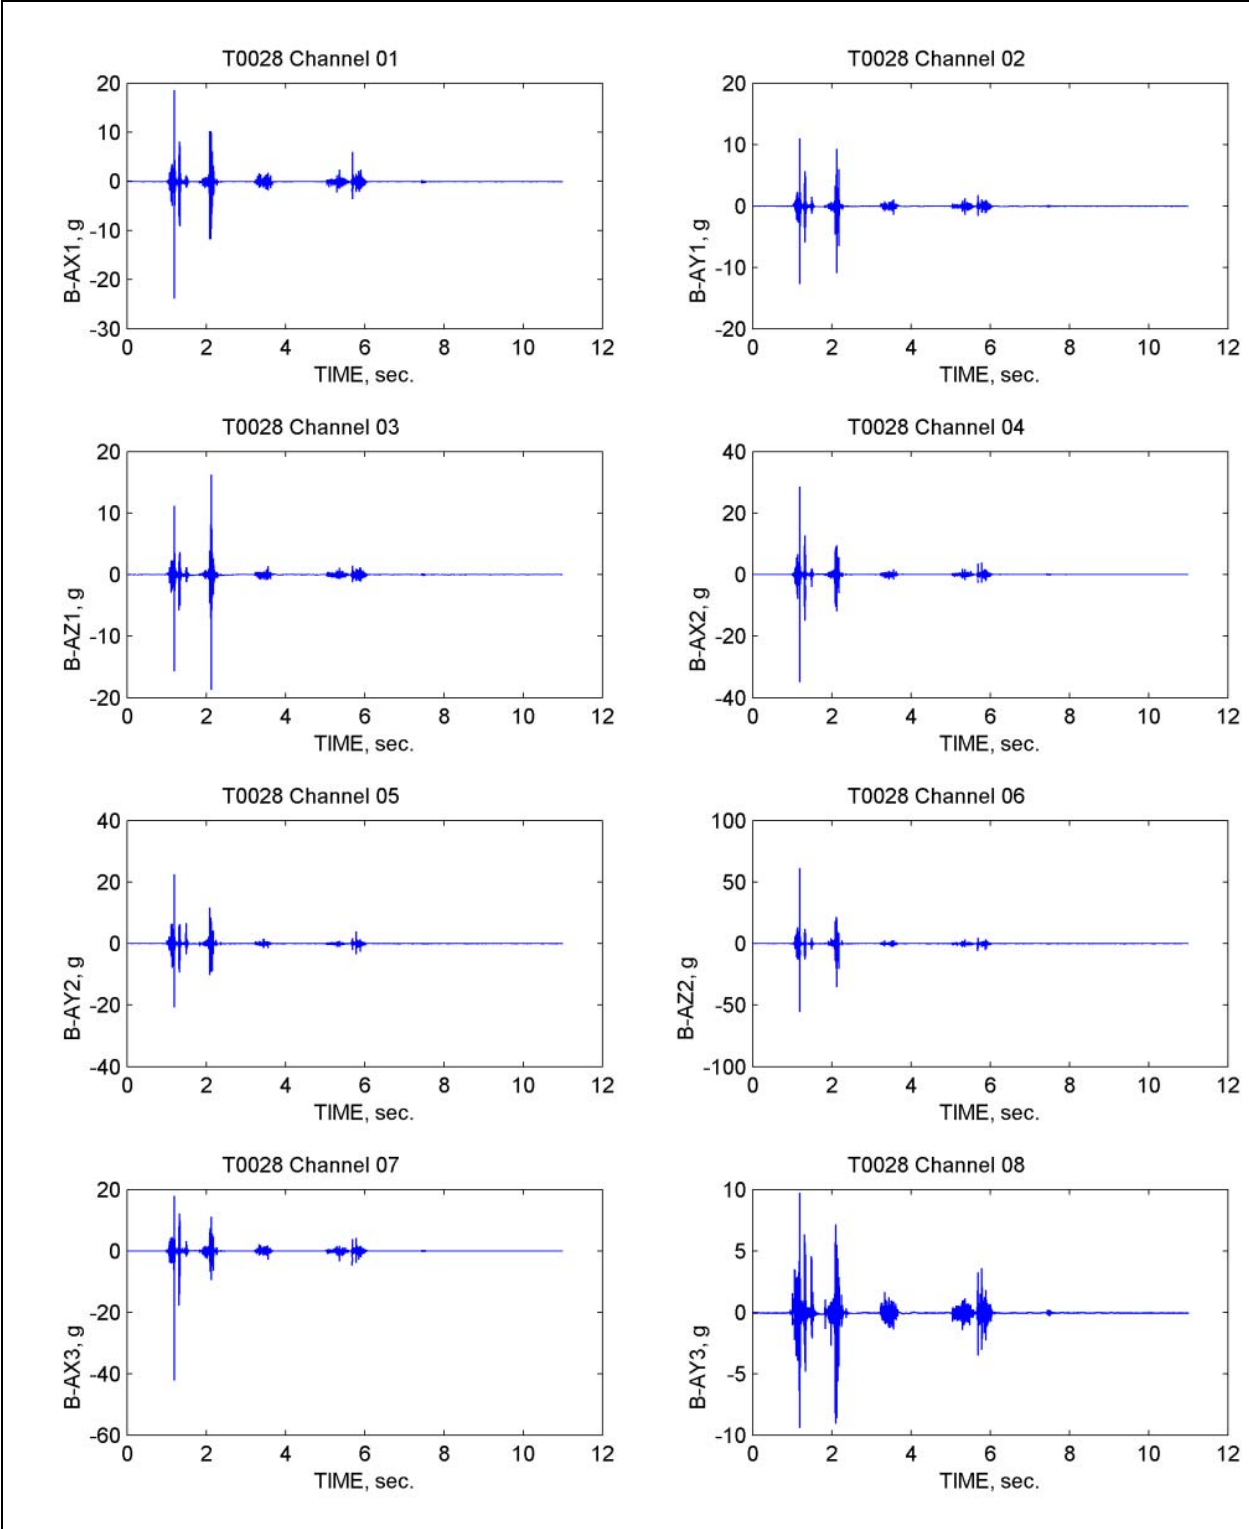 T0028 Channel 01
20
10
0
-10
-20
-30
B-AX1, g
0 2 4 6 8 10 12
TIME, sec.
T0028 Channel 02
20
10
0
-10
-20
B-AY1, g
0 2 4 6 8 10 12
TIME, sec.
T0028 Channel 03
20
10
0
-10
-20
B-AZ1, g
0 2 4 6 8 10 12
TIME, sec.
T0028 Channel 04
40
20
0
-20
-40
B-AX2, g
0 2 4 6 8 10 12
TIME, sec.
T0028 Channel 05
40
20
0
-20
-40
B-AY2, g
0 2 4 6 8 10 12
TIME, sec.
T0028 Channel 06
100
50
0
-50
-100
B-AZ2, g
0 2 4 6 8 10 12
TIME, sec.
T0028 Channel 07
20
0
-20
-40
-60
B-AX3, g
0 2 4 6 8 10 12
TIME, sec.
T0028 Channel 08
10
5
0
-5
-10
B-AY3, g
0 2 4 6 8 10 12
TIME, sec.